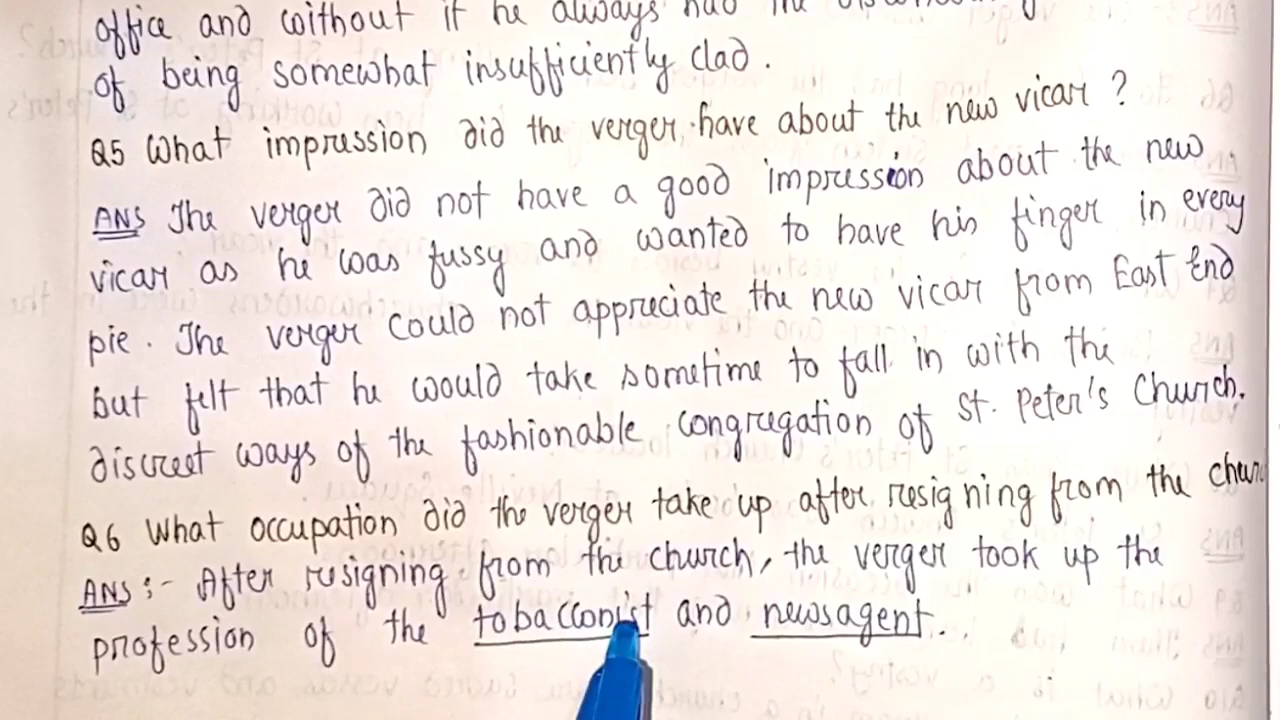 office and without it he always had the
of being somewhat insufficiently clad.
Q5 What impression did the verger have about the new vicar ?
ANS The verger did not have a good impression about the new
vicar as he was fussy and wanted to have his finger in every
pie. The verger could not appreciate the new vicar from East End
but felt that he would take sometime to fall in with the
discreet ways of the fashionable congregation of St. Peter's Church.
Q6 What occupation did the verger take up after resigning from the
ANS :- After resigning from the church, the verger took up the
profession of the tobacconist and newsagent.